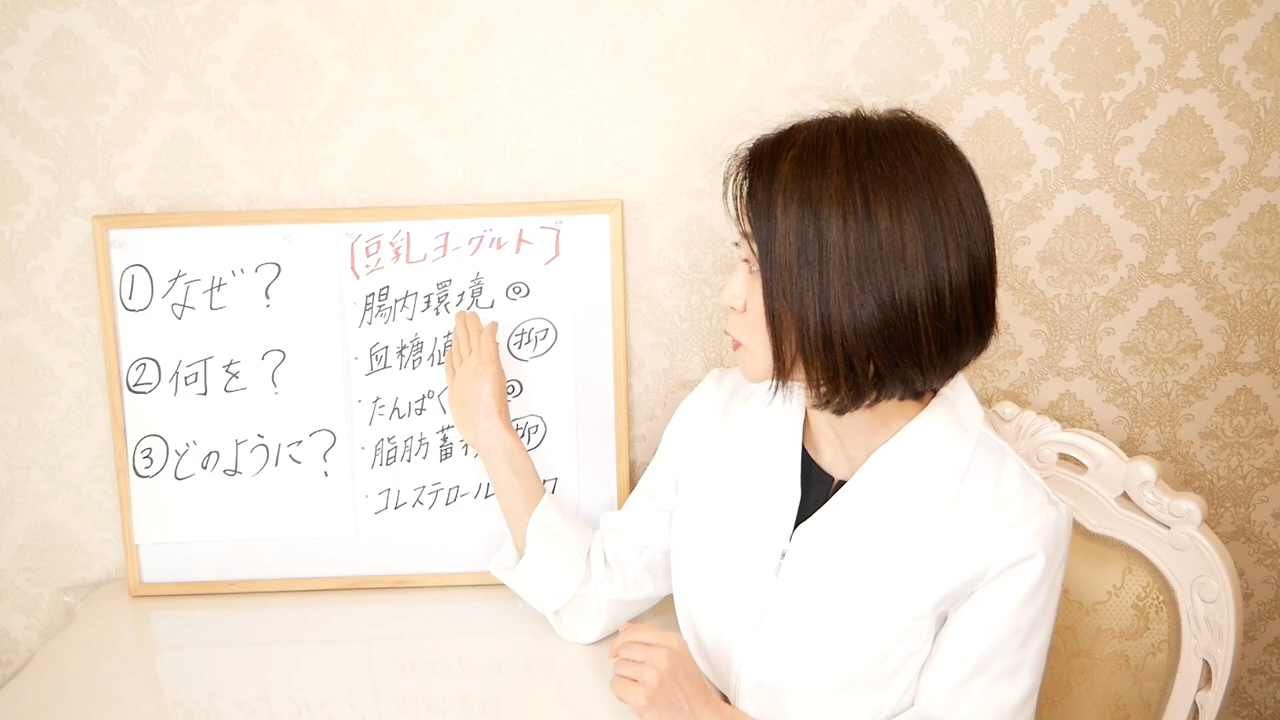 ① なぜ?
② 何を?
③ どのように?
【豆乳ヨーグルト】
・腸内環境 ◎
・血糖値 抑
・たんぱく ◎
・脂肪蓄 抑
・コレステロール